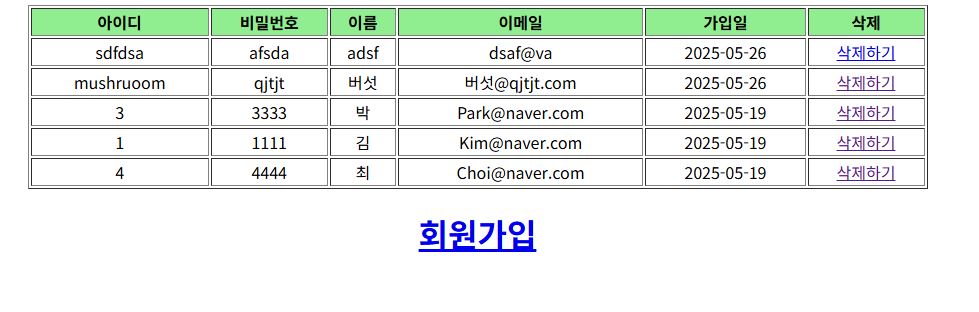 아이디 비밀번호 이름 이메일 가입일 삭제
sdfdsa afsda adsf dsaf@va 2025-05-26 삭제하기
mushruoom qjtjt 버섯 버섯@qjtjt.com 2025-05-26 삭제하기
3 3333 박 Park@naver.com 2025-05-19 삭제하기
1 1111 김 Kim@naver.com 2025-05-19 삭제하기
4 4444 최 Choi@naver.com 2025-05-19 삭제하기
회원가입